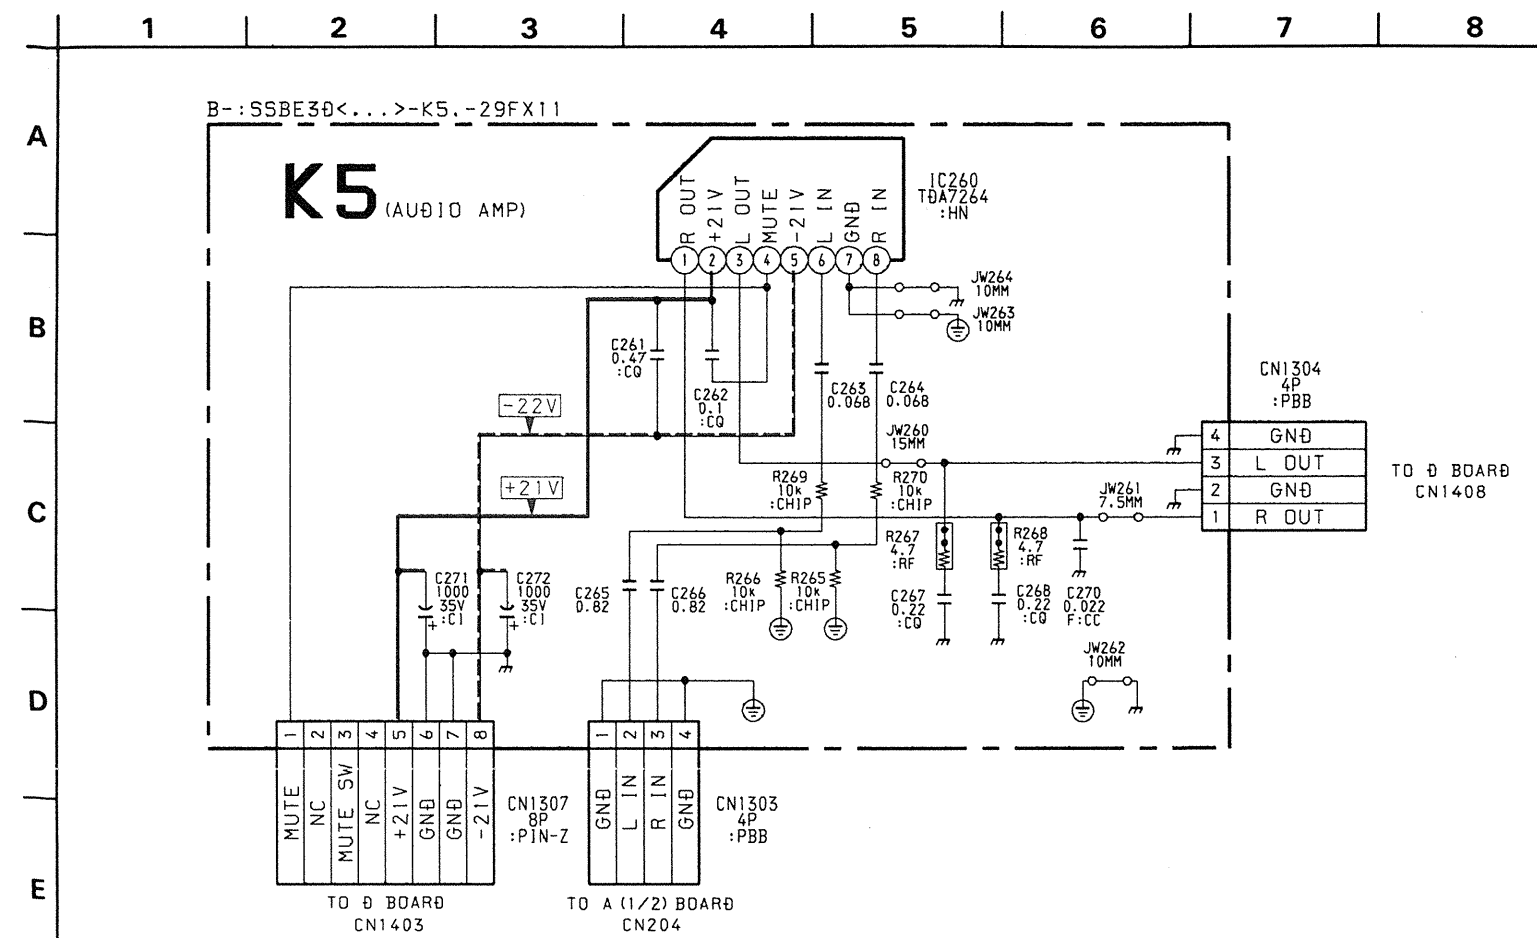 1 2 3 4 5 6 7 8
A
B
C
D
E
B-:SSBE3D<...>-K5.-29FX11
K5 (AUDIO AMP)
IC260
TDA7264
:HN
R OUT
+21V
L OUT
MUTE
-21V
L IN
GND
R IN
1 2 3 4 5 6 7 8
JW264
10MM
JW263
10MM
C261
0.47
:CQ
C262
0.1
:CQ
C263
0.068
C264
0.068
-22V
+21V
JW260
15MM
R269
10k
:CHIP
R270
10k
:CHIP
JW261
7.5MM
CN1304
4P
:PBB
4 GND
3 L OUT
2 GND
1 R OUT
TO D BOARD
CN1408
C271
1000
35V
:CI
+
C272
1000
35V
:CI
+
C265
0.82
C266
0.82
R266
10k
:CHIP
R265
10k
:CHIP
R267
4.7
:RF
R268
4.7
:RF
C267
0.22
:CQ
C268
0.22
:CQ
C270
0.022
F:CC
JW262
10MM
1 2 3 4 5 6 7 8
MUTE
NC
MUTE SW
NC
+21V
GND
GND
-21V
CN1307
8P
:PIN-Z
TO D BOARD
CN1403
1 2 3 4
GND
L IN
R IN
GND
CN1303
4P
:PBB
TO A (1/2) BOARD
CN204